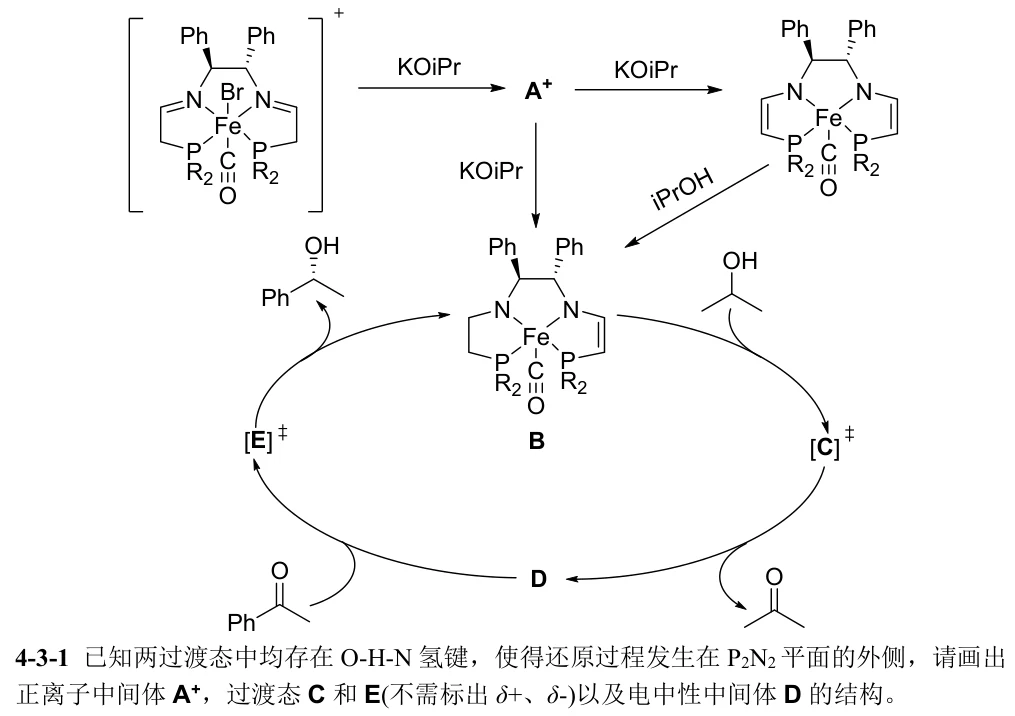 Ph Ph
+
KOiPr
A⁺
KOiPr
Ph Ph
N Br N
Fe
P P
R₂ C R₂
O
N N
Fe
P P
R₂ C R₂
O
KOiPr
iPrOH
OH
Ph
Ph Ph
OH
N N
Fe
P P
R₂ C R₂
O
B
[E]‡
[C]‡
O
Ph
D
O
4-3-1 已知两过渡态中均存在 O-H-N 氢键，使得还原过程发生在 P₂N₂ 平面的外侧，请画出
正离子中间体 A⁺，过渡态 C 和 E(不需标出 δ+、δ-)以及电中性中间体 D 的结构。